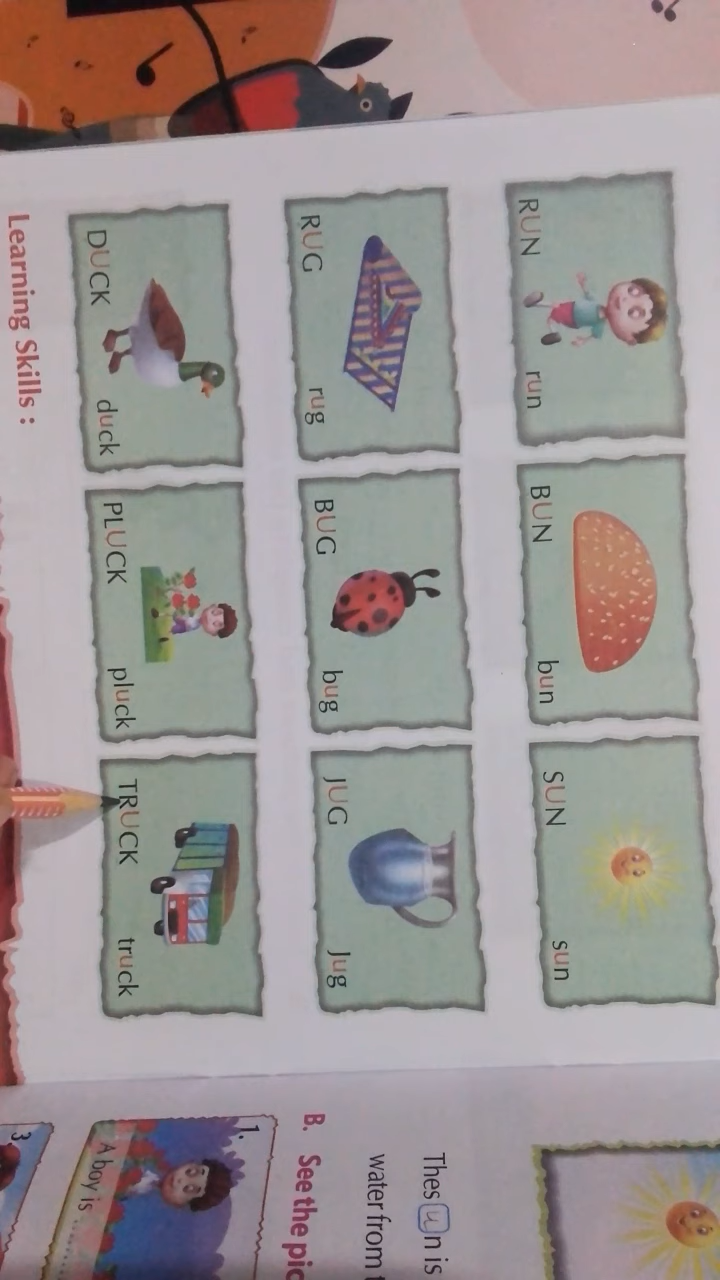 RUN run BUN bun SUN sun
RUG rug BUG bug JUG Jug
DUCK duck PLUCK pluck TRUCK truck
Learning Skills :
Thes u n is
water from
B. See the pic
1.
A boy is ........
3